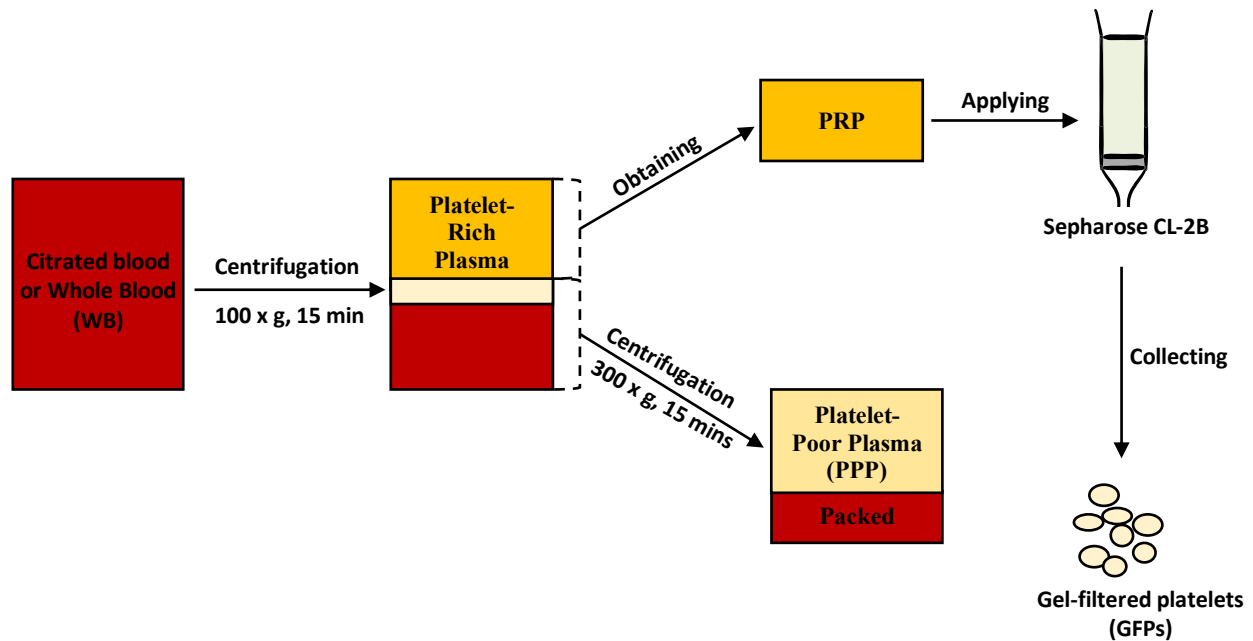 Citrated blood
or Whole Blood
(WB)
Centrifugation
100 x g, 15 min
Platelet-
Rich
Plasma
Obtaining
PRP
Applying
Sepharose CL-2B
Centrifugation
300 x g, 15 mins
Platelet-
Poor Plasma
(PPP)
Packed
Collecting
Gel-filtered platelets
(GFPs)